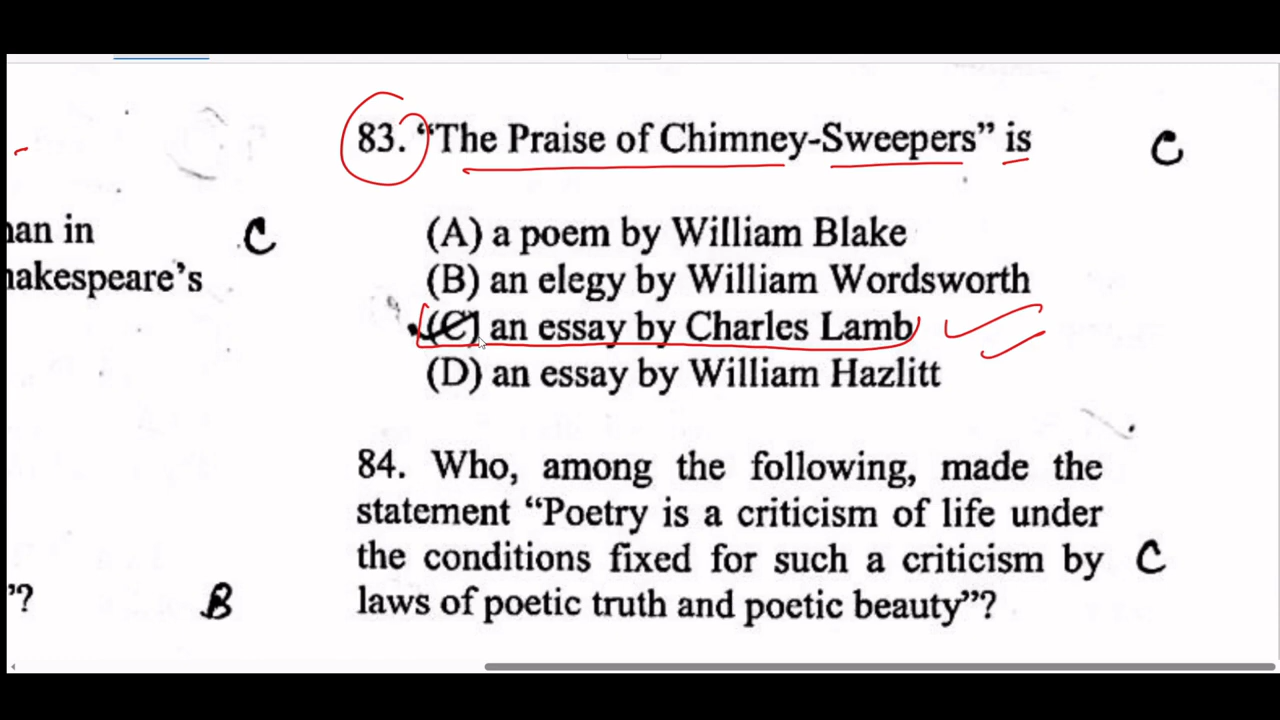 an in
C
akespeare’s
”?
B
83. “The Praise of Chimney-Sweepers” is
C
(A) a poem by William Blake
(B) an elegy by William Wordsworth
(C) an essay by Charles Lamb
(D) an essay by William Hazlitt
84. Who, among the following, made the
statement “Poetry is a criticism of life under
the conditions fixed for such a criticism by
C
laws of poetic truth and poetic beauty”?